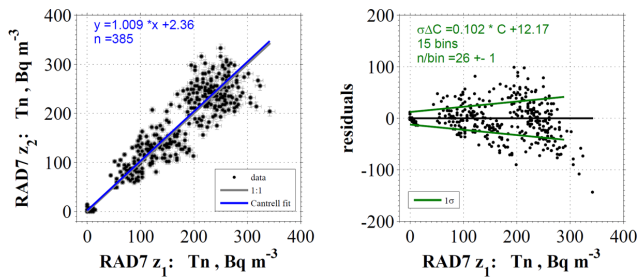 y =1.009 *x +2.36
n =385
400
300
200
100
0
RAD7 z2: Tn , Bq m-3
data
1:1
Cantrell fit
0 100 200 300 400
RAD7 z1: Tn , Bq m-3
σΔC =0.102 * C +12.17
15 bins
n/bin =26 +- 1
200
100
0
-100
-200
residuals
1σ
0 100 200 300 400
RAD7 z1: Tn , Bq m-3